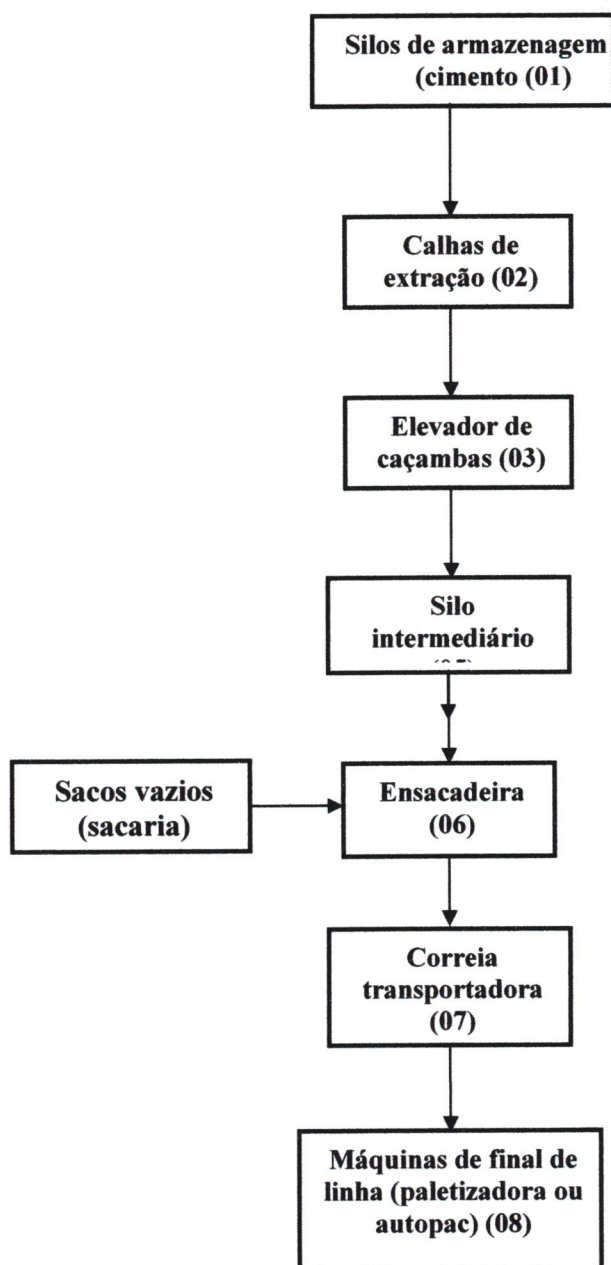 Silos de armazenagem
(cimento (01)
Calhas de
extração (02)
Elevador de
caçambas (03)
Silo
intermediário
Sacos vazios
(sacaria)
Ensacadeira
(06)
Correia
transportadora
(07)
Máquinas de final de
linha (paletizadora ou
autopac) (08)